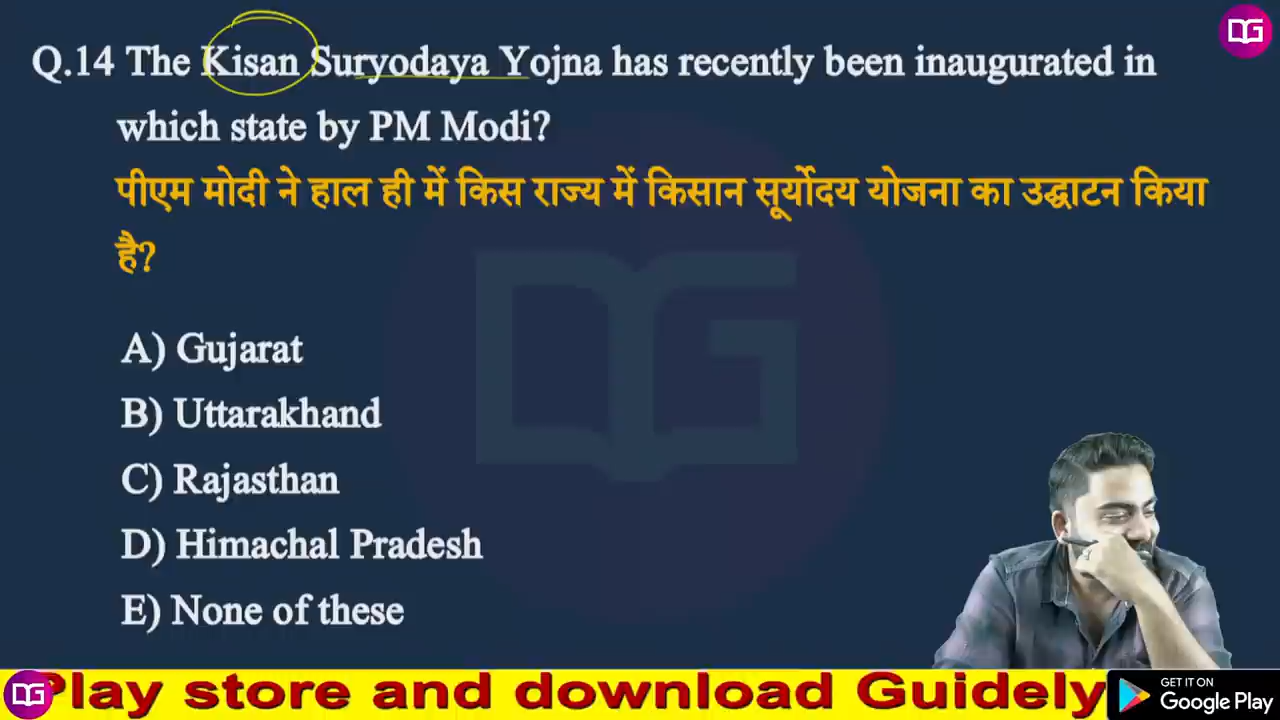 DG
Q.14 The Kisan Suryodaya Yojna has recently been inaugurated in
which state by PM Modi?
पीएम मोदी ने हाल ही में किस राज्य में किसान सूर्योदय योजना का उद्घाटन किया
है?
A) Gujarat
B) Uttarakhand
C) Rajasthan
D) Himachal Pradesh
E) None of these
DG
Play store and download Guidely
GET IT ON
Google Play